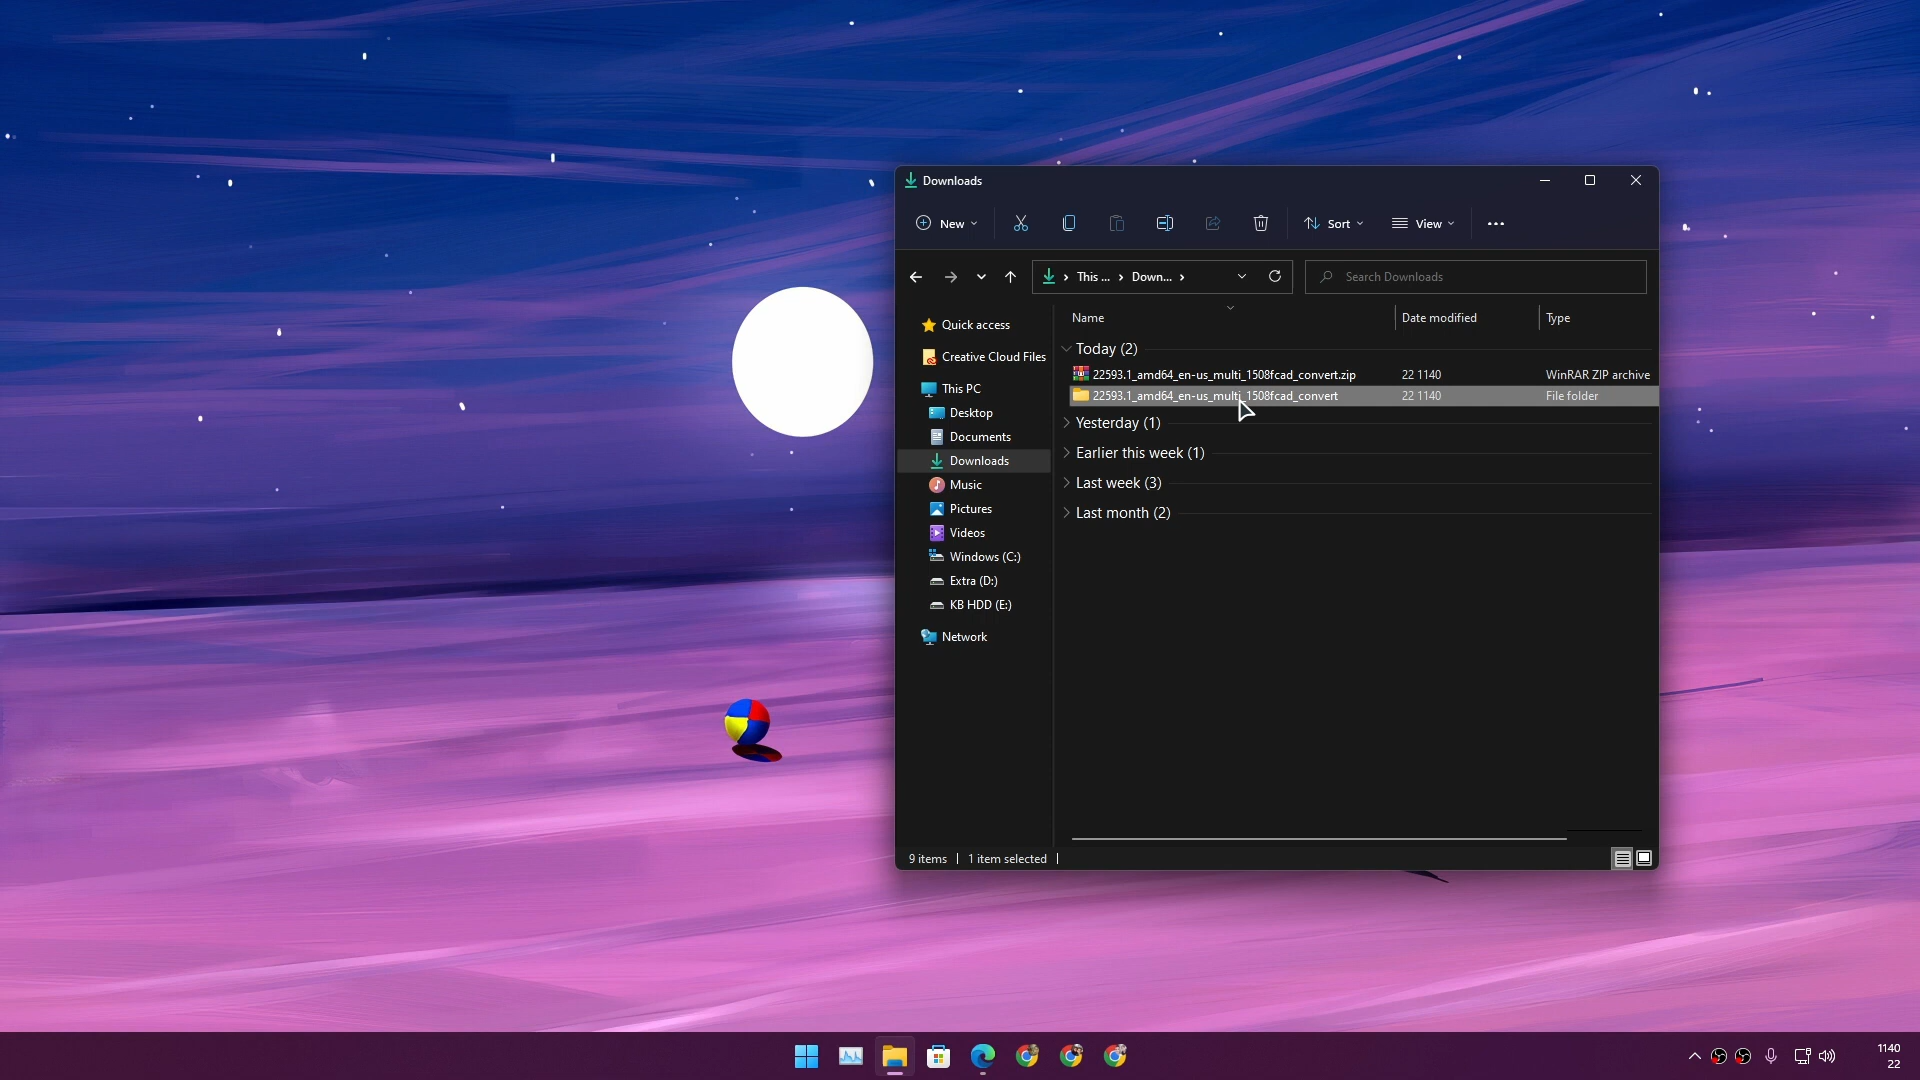 Downloads
New
Sort
View
This ...
Down...
Search Downloads
Name
Date modified
Type
Quick access
Creative Cloud Files
This PC
Desktop
Documents
Downloads
Music
Pictures
Videos
Windows (C:)
Extra (D:)
KB HDD (E:)
Network
Today (2)
22593.1_amd64_en-us_multi_1508fcad_convert.zip 22 1140 WinRAR ZIP archive
22593.1_amd64_en-us_multi_1508fcad_convert 22 1140 File folder
Yesterday (1)
Earlier this week (1)
Last week (3)
Last month (2)
9 items
1 item selected
1140
22